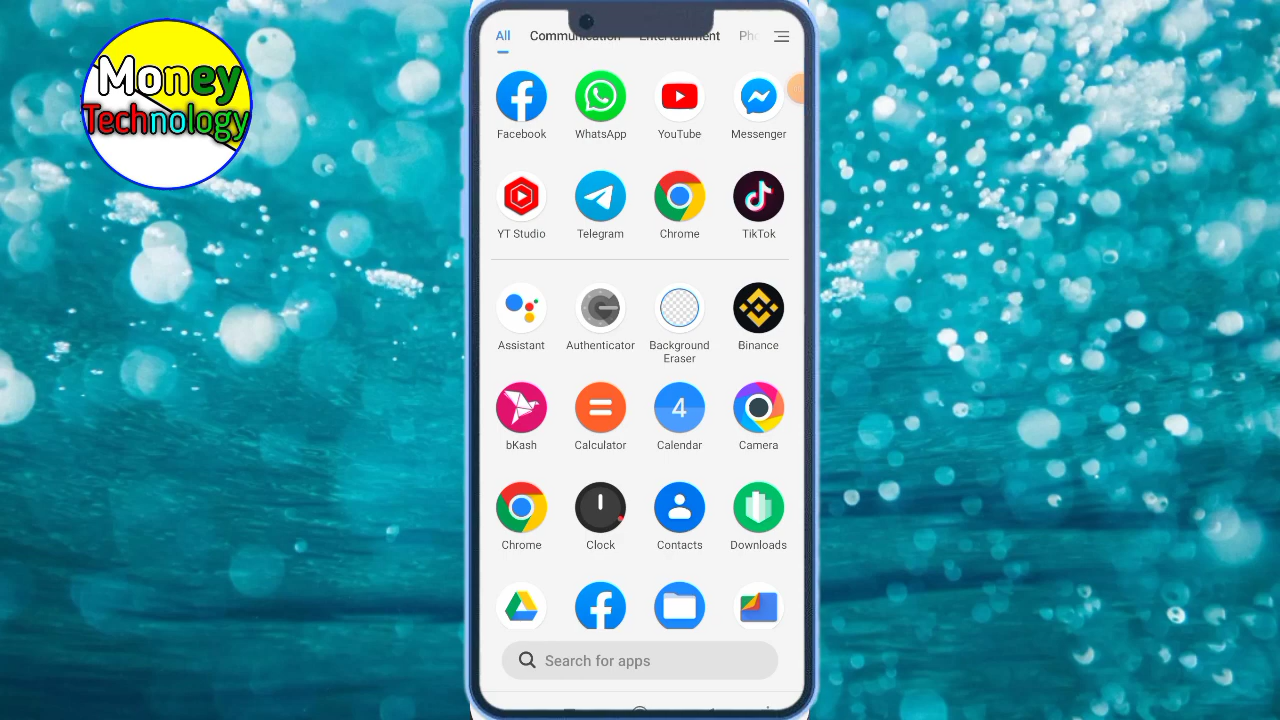 Money
Technology
All Communication Entertainment Pho
Facebook WhatsApp YouTube Messenger
YT Studio Telegram Chrome TikTok
Assistant Authenticator Background Eraser Binance
4
bKash Calculator Calendar Camera
Chrome Clock Contacts Downloads
Search for apps